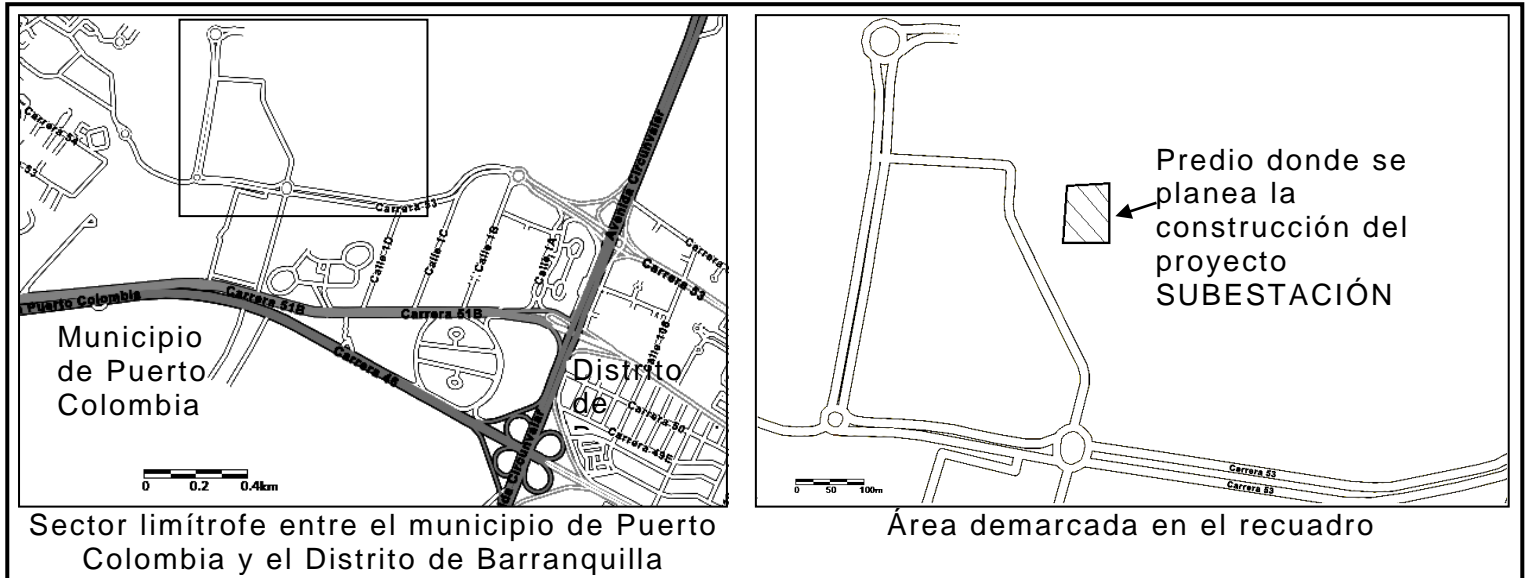 Carrera 54
Carrera 53
Calle 1D
Calle 1C
Calle 1B
Calle 1A
Avenida Circunvalar
Carrera 53
Puerto Colombia
Carrera 51B
Carrera 51B
Calle 106
Carrera 46
Carrera 50
Carrera 49E
Municipio
de Puerto
Colombia
Distrito
de
0 0.2 0.4km
Sector limítrofe entre el municipio de Puerto
Colombia y el Distrito de Barranquilla
Predio donde se
planea la
construcción del
proyecto
SUBESTACIÓN
Carrera 53
Carrera 53
0 50 100m
Área demarcada en el recuadro